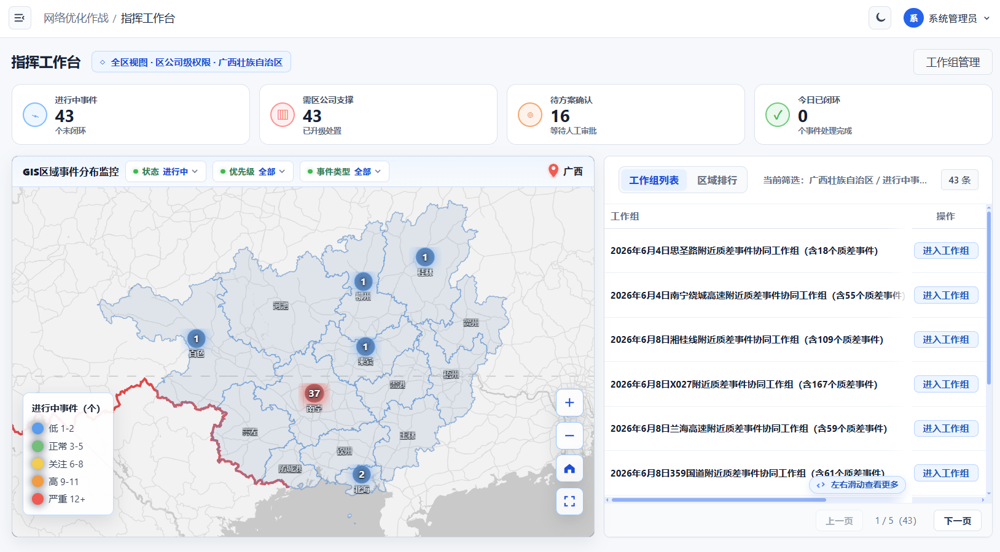 网络优化作战 / 指挥工作台
系 系统管理员
指挥工作台
全区视图 · 区公司级权限 · 广西壮族自治区
工作组管理
进行中事件
43
个未闭环
需区公司支撑
43
已升级处置
待方案确认
16
等待人工审批
今日已闭环
0
个事件处理完成
GIS区域事件分布监控
状态 进行中
优先级 全部
事件类型 全部
广西
1
桂林
1
柳州
河池
贺州
1
百色
1
来宾
梧州
贵港
37
南宁
崇左
玉林
钦州
防城港
2
北海
进行中事件（个）
低 1-2
正常 3-5
关注 6-8
高 9-11
严重 12+
+
−
工作组列表
区域排行
当前筛选：广西壮族自治区 / 进行中事...
43 条
工作组
操作
2026年6月4日思圣路附近质差事件协同工作组（含18个质差事件）
进入工作组
2026年6月4日南宁绕城高速附近质差事件协同工作组（含55个质差事件）
进入工作组
2026年6月8日湘桂线附近质差事件协同工作组（含109个质差事件）
进入工作组
2026年6月8日X027附近质差事件协同工作组（含167个质差事件）
进入工作组
2026年6月8日兰海高速附近质差事件协同工作组（含59个质差事件）
进入工作组
2026年6月8日359国道附近质差事件协同工作组（含61个质差事件）
进入工作组
左右滑动查看更多
上一页
1 / 5（43）
下一页